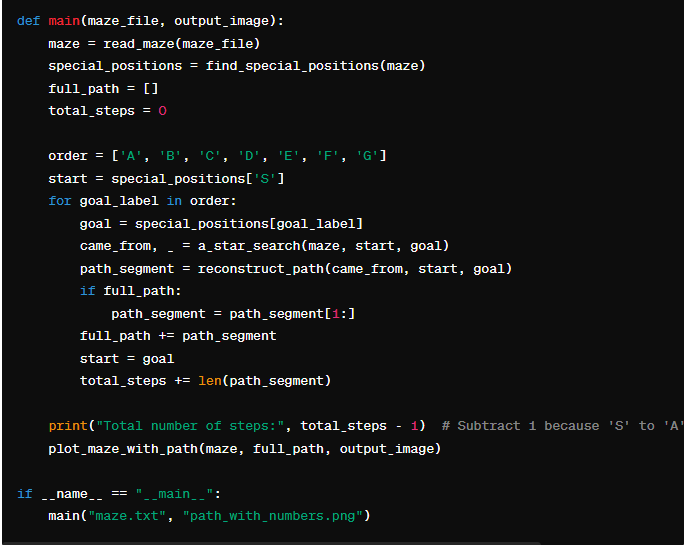 def main(maze_file, output_image):
    maze = read_maze(maze_file)
    special_positions = find_special_positions(maze)
    full_path = []
    total_steps = 0

    order = ['A', 'B', 'C', 'D', 'E', 'F', 'G']
    start = special_positions['S']
    for goal_label in order:
        goal = special_positions[goal_label]
        came_from, _ = a_star_search(maze, start, goal)
        path_segment = reconstruct_path(came_from, start, goal)
        if full_path:
            path_segment = path_segment[1:]
        full_path += path_segment
        start = goal
        total_steps += len(path_segment)

    print("Total number of steps:", total_steps - 1)  # Subtract 1 because 'S' to 'A'
    plot_maze_with_path(maze, full_path, output_image)

if __name__ == "__main__":
    main("maze.txt", "path_with_numbers.png")